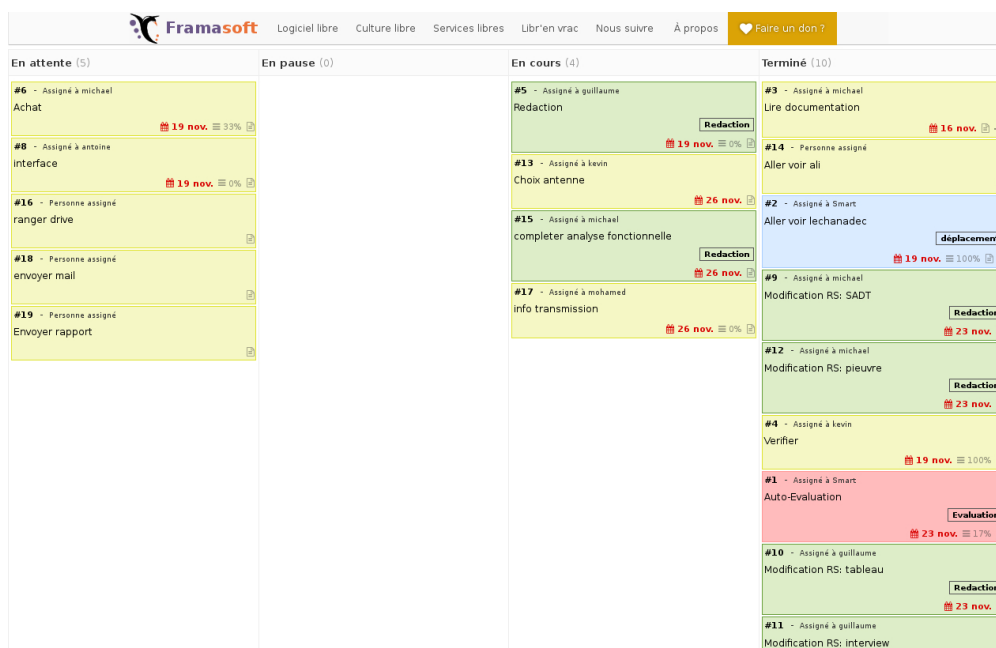 Framasoft Logiciel libre Culture libre Services libres Libr'en vrac Nous suivre À propos Faire un don ?
En attente (5)
#6 - Assigné à michael
Achat
19 nov. 33%
#8 - Assigné à antoine
interface
19 nov. 0%
#16 - Personne assigné
ranger drive
#18 - Personne assigné
envoyer mail
#19 - Personne assigné
Envoyer rapport
En pause (0)
En cours (4)
#5 - Assigné à guillaume
Redaction
Redaction
19 nov. 0%
#13 - Assigné à kevin
Choix antenne
26 nov.
#15 - Assigné à michael
completer analyse fonctionnelle
Redaction
26 nov.
#17 - Assigné à mohamed
info transmission
26 nov. 0%
Terminé (10)
#3 - Assigné à michael
Lire documentation
16 nov.
#14 - Personne assigné
Aller voir ali
#2 - Assigné à Smart
Aller voir lechanadec
déplacement
19 nov. 100%
#9 - Assigné à michael
Modification RS: SADT
Redaction
23 nov.
#12 - Assigné à michael
Modification RS: pieuvre
Redaction
23 nov.
#4 - Assigné à kevin
Verifier
19 nov. 100%
#1 - Assigné à Smart
Auto-Evaluation
Evaluation
23 nov. 17%
#10 - Assigné à guillaume
Modification RS: tableau
Redaction
23 nov.
#11 - Assigné à guillaume
Modification RS: interview